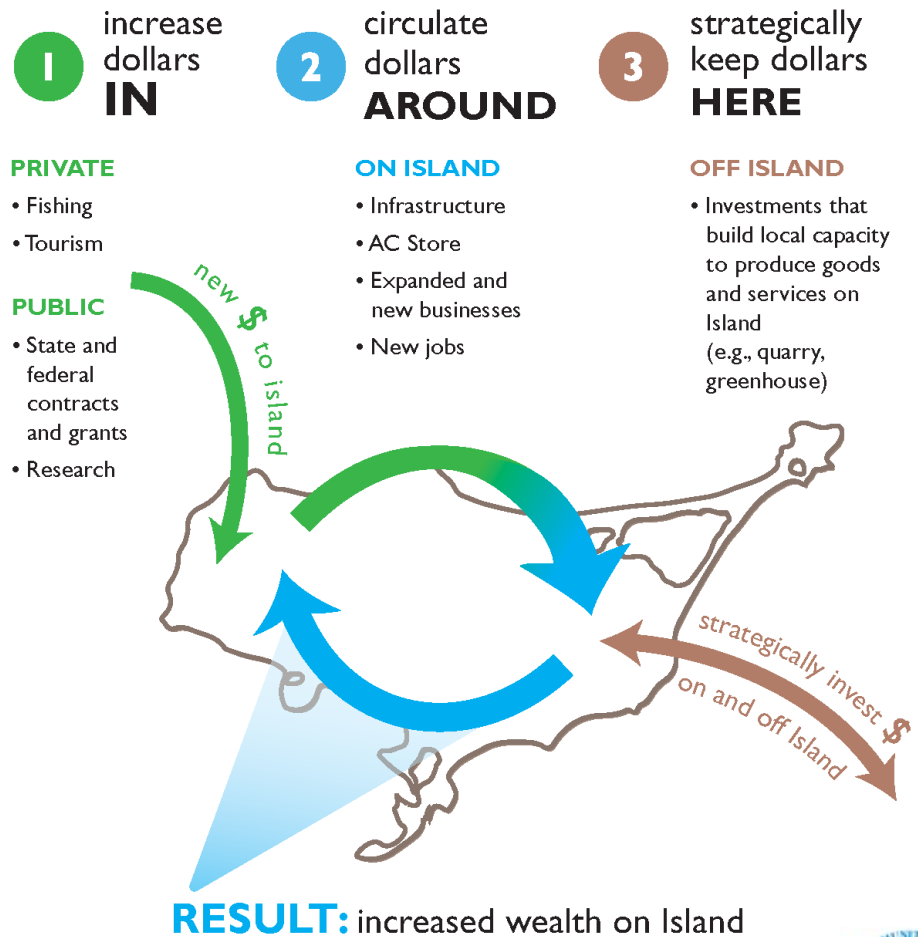 1
increase
dollars
IN
2
circulate
dollars
AROUND
3
strategically
keep dollars
HERE
PRIVATE
• Fishing
• Tourism
PUBLIC
• State and
federal
contracts
and grants
• Research
ON ISLAND
• Infrastructure
• AC Store
• Expanded and
new businesses
• New jobs
OFF ISLAND
• Investments that
build local capacity
to produce goods
and services on
Island
(e.g., quarry,
greenhouse)
new $ to island
strategically invest $
on and off Island
RESULT: increased wealth on Island